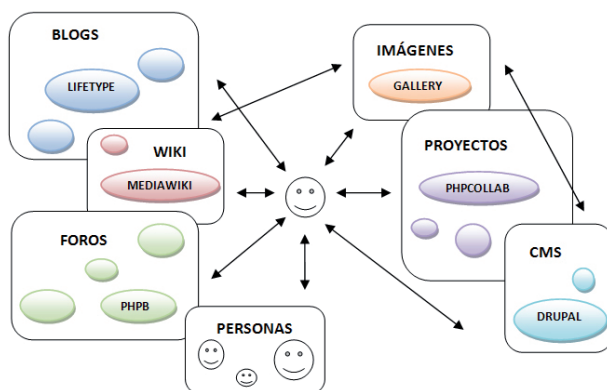 BLOGS
LIFETYPE
IMÁGENES
GALLERY
WIKI
MEDIAWIKI
PROYECTOS
PHPCOLLAB
FOROS
PHPB
CMS
DRUPAL
PERSONAS